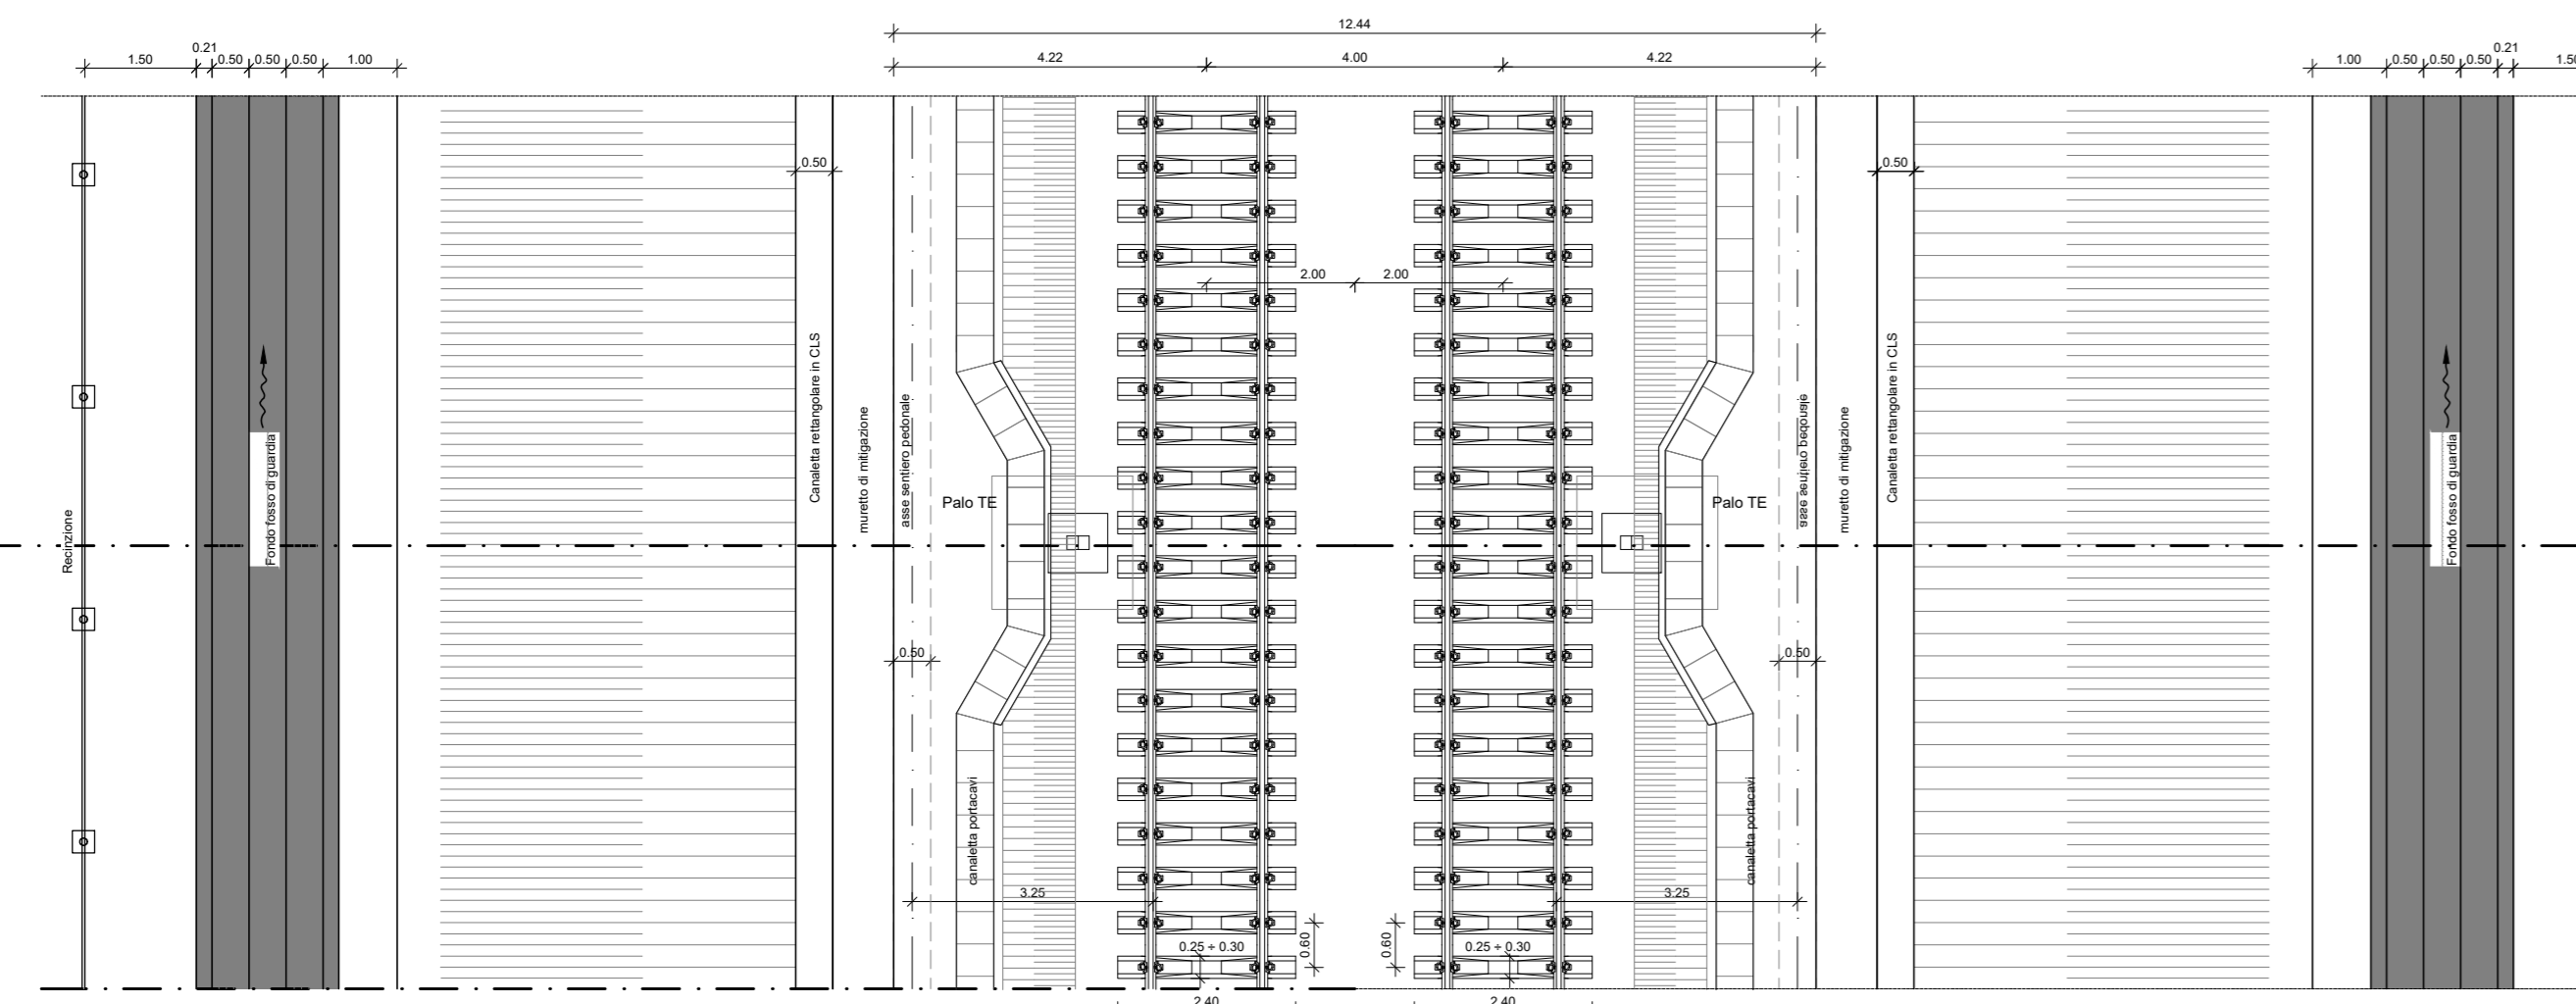 12.44
0.21
0.21
1.50
0.50
0.50
0.50
1.00
4.22
4.00
4.22
1.00
0.50
0.50
0.50
0.50
0.50
2.00
2.00
Recinzione
Fondo fosso di guardia
Canaletta rettangolare in CLS
muretto di mitigazione
asse sentiero pedonale
Palo TE
Palo TE
asse sentiero pedonale
muretto di mitigazione
Canaletta rettangolare in CLS
Fondo fosso di guardia
0.50
0.50
canaletta portacavi
canaletta portacavi
3.25
3.25
0.25 ÷ 0.30
0.60
0.60
0.25 ÷ 0.30
2.40
2.40